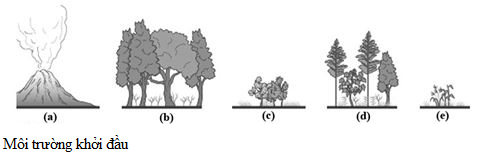 (a) (b) (c) (d) (e)
Môi trường khởi đầu